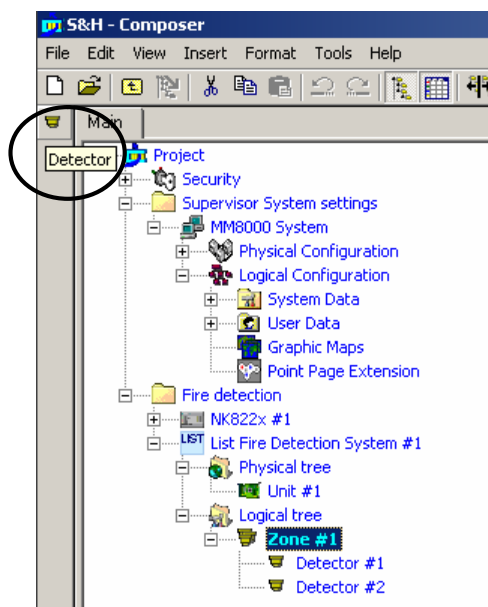 S&H - Composer
File Edit View Insert Format Tools Help
Main
Detector
Project
Security
Supervisor System settings
MM8000 System
Physical Configuration
Logical Configuration
System Data
User Data
Graphic Maps
Point Page Extension
Fire detection
NK822x #1
LIST List Fire Detection System #1
Physical tree
Unit #1
Logical tree
Zone #1
Detector #1
Detector #2